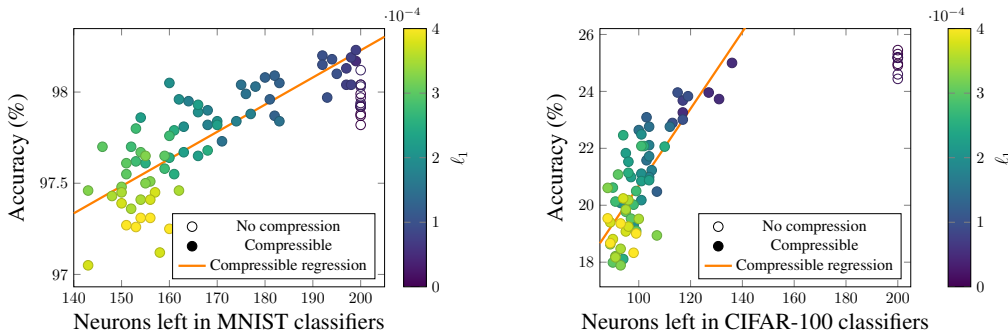 ·10⁻⁴
98
97.5
97
140 150 160 170 180 190 200
Accuracy (%)
Neurons left in MNIST classifiers
No compression
Compressible
Compressible regression
4
3
2
1
0
ℓ₁
·10⁻⁴
26
24
22
20
18
100 120 140 160 180 200
Accuracy (%)
Neurons left in CIFAR-100 classifiers
No compression
Compressible
Compressible regression
4
3
2
1
0
ℓ₁